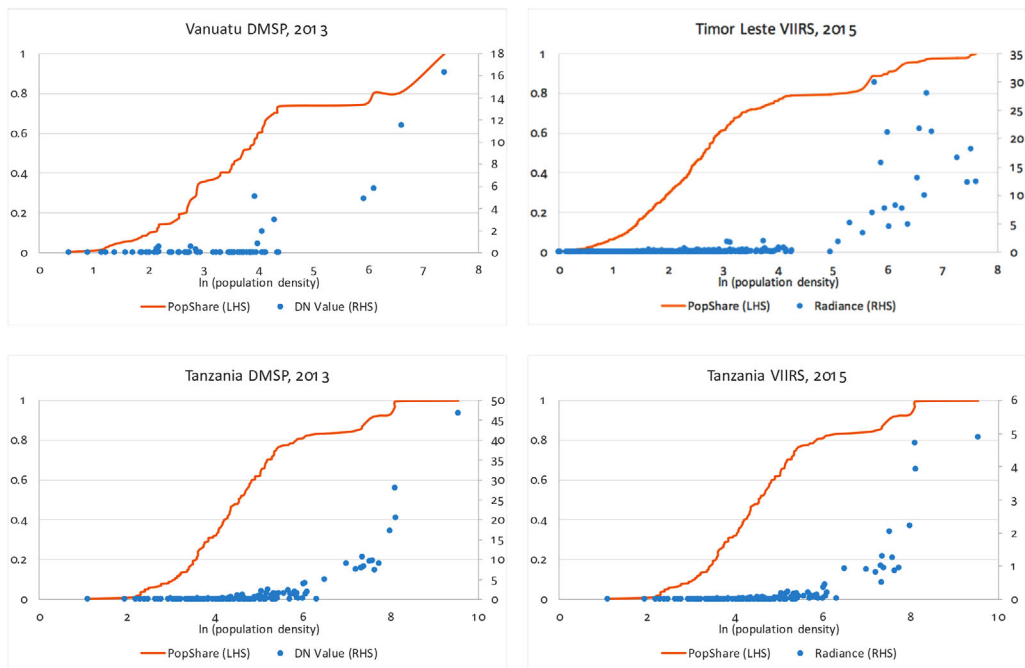 Vanuatu DMSP, 2013
1 18
16
0.8 14
12
0.6 10
0.4 8
6
0.2 4
2
0 0
0 1 2 3 4 5 6 7 8
ln (population density)
PopShare (LHS) DN Value (RHS)
Timor Leste VIIRS, 2015
1 35
30
0.8 25
0.6 20
0.4 15
10
0.2 5
0 0
0 1 2 3 4 5 6 7 8
ln (population density)
PopShare (LHS) Radiance (RHS)
Tanzania DMSP, 2013
1 50
45
0.8 40
35
0.6 30
25
0.4 20
15
0.2 10
5
0 0
0 2 4 6 8 10
ln (population density)
PopShare (LHS) DN Value (RHS)
Tanzania VIIRS, 2015
1 6
5
0.8 4
0.6 3
0.4 2
0.2 1
0 0
0 2 4 6 8 10
ln (population density)
PopShare (LHS) Radiance (RHS)